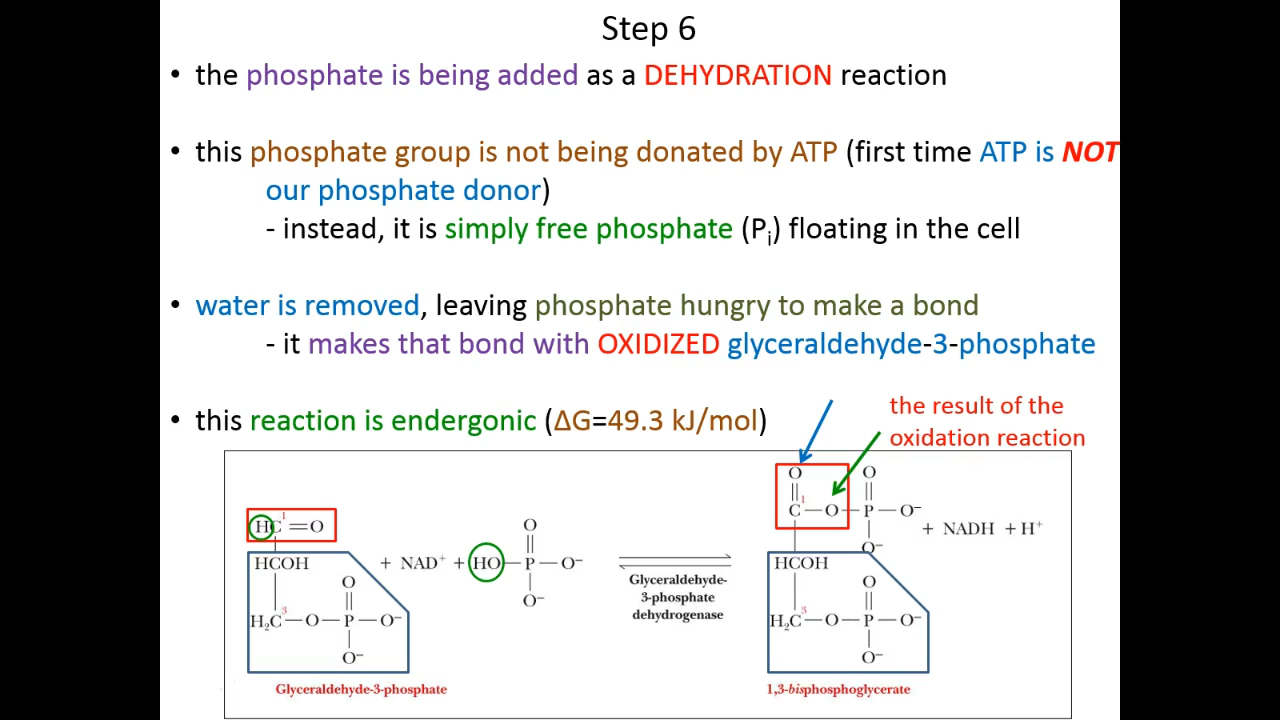 Step 6
• the phosphate is being added as a DEHYDRATION reaction
• this phosphate group is not being donated by ATP (first time ATP is NOT
our phosphate donor)
- instead, it is simply free phosphate (Pi) floating in the cell
• water is removed, leaving phosphate hungry to make a bond
- it makes that bond with OXIDIZED glyceraldehyde-3-phosphate
• this reaction is endergonic (ΔG=49.3 kJ/mol)
the result of the
oxidation reaction
O
1
HC=O
HCOH
O
3
H₂C—O—P—O⁻
O⁻
Glyceraldehyde-3-phosphate
+ NAD⁺ +
O
HO—P—O⁻
O⁻
Glyceraldehyde-
3-phosphate
dehydrogenase
O O
1
C—O—P—O⁻
O⁻
HCOH
O
3
H₂C—O—P—O⁻
O⁻
1,3-bisphosphoglycerate
+ NADH + H⁺